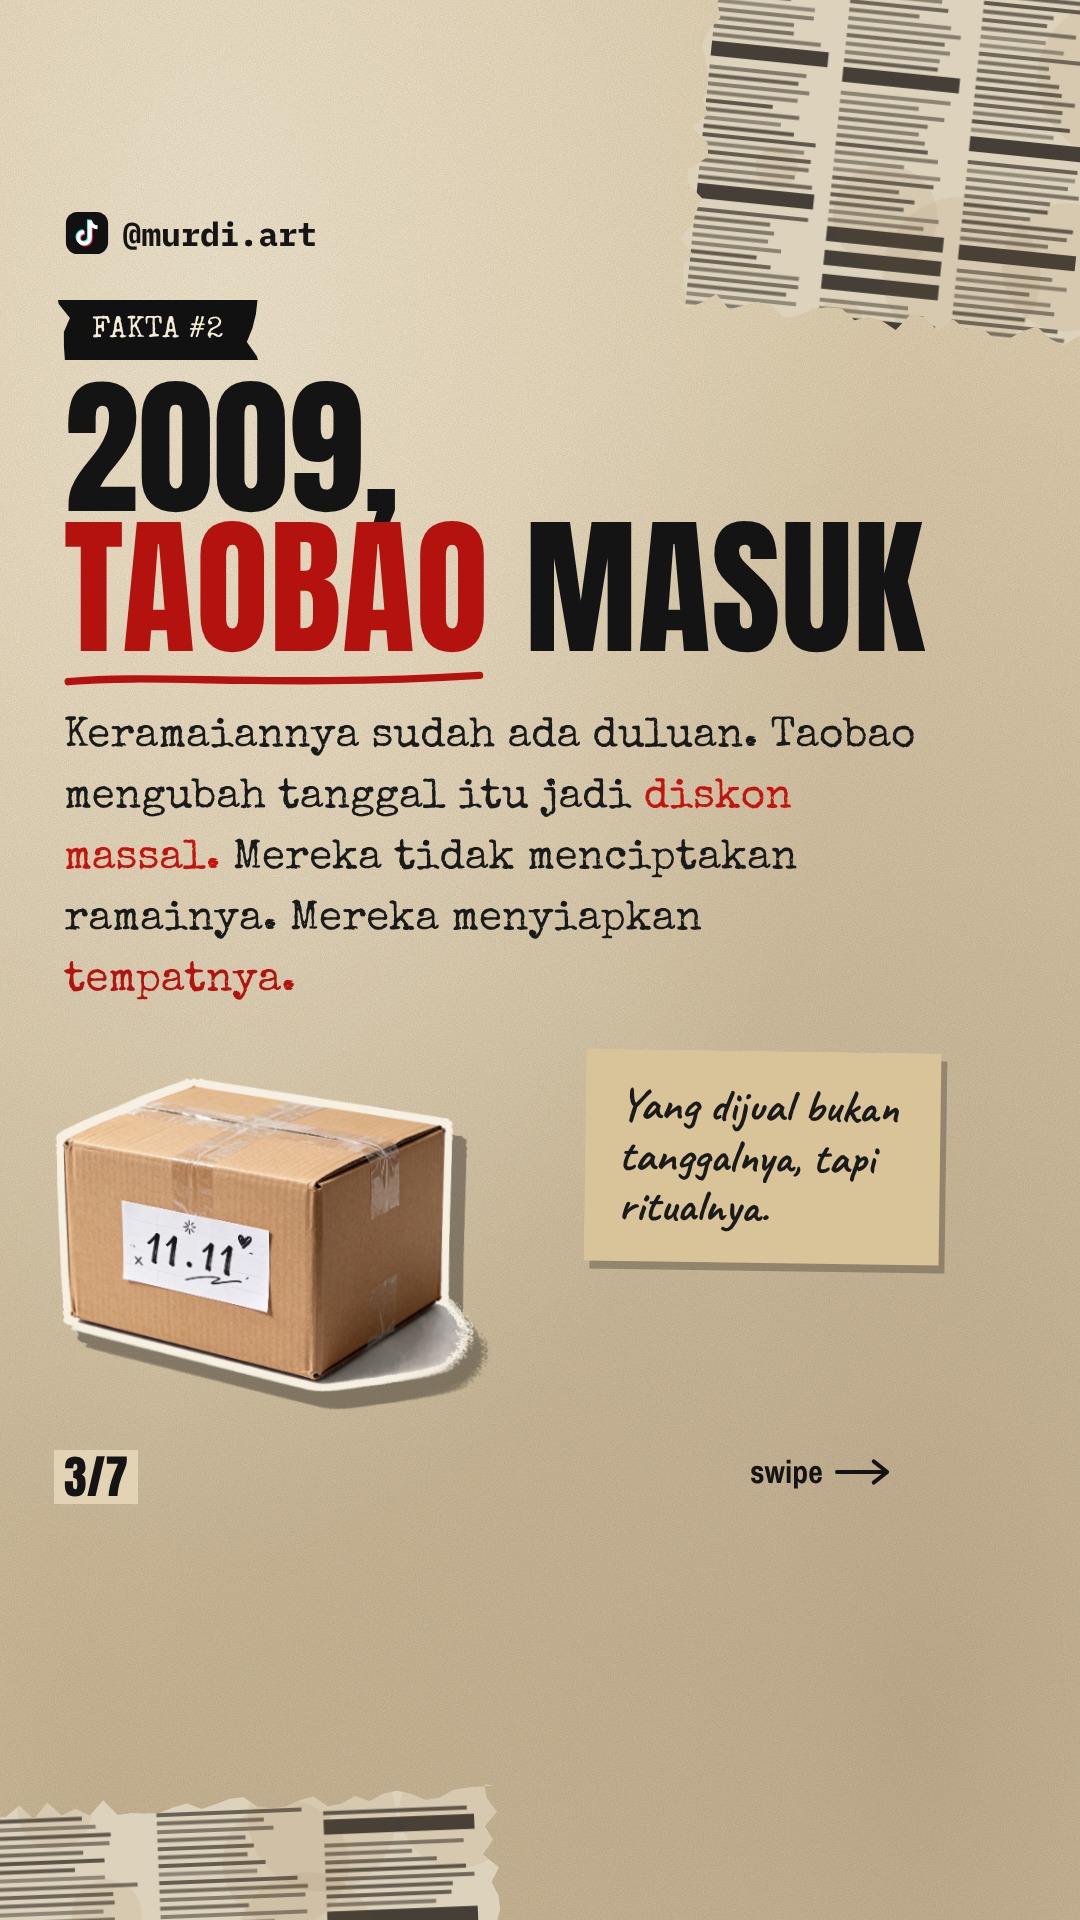 @murdi.art
FAKTA #2
2009,
TAOBAO MASUK
Keramaiannya sudah ada duluan. Taobao
mengubah tanggal itu jadi diskon
massal. Mereka tidak menciptakan
ramainya. Mereka menyiapkan
tempatnya.
Yang dijual bukan
tanggalnya, tapi
ritualnya.
11.11
3/7
swipe →